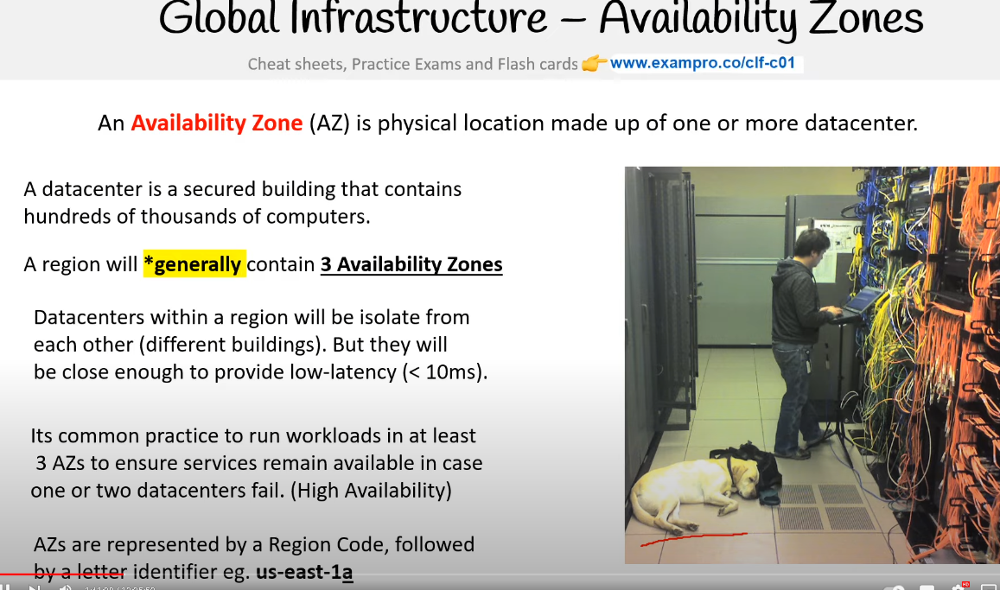 Global Infrastructure – Availability Zones
Cheat sheets, Practice Exams and Flash cards 👉 www.exampro.co/clf-c01
An Availability Zone (AZ) is physical location made up of one or more datacenter.
A datacenter is a secured building that contains
hundreds of thousands of computers.
A region will *generally contain 3 Availability Zones
Datacenters within a region will be isolate from
each other (different buildings). But they will
be close enough to provide low-latency (< 10ms).
Its common practice to run workloads in at least
3 AZs to ensure services remain available in case
one or two datacenters fail. (High Availability)
AZs are represented by a Region Code, followed
by a letter identifier eg. us-east-1a
HD